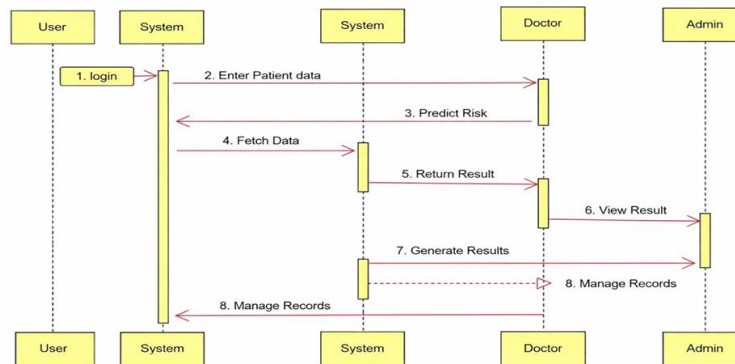 User
System
System
Doctor
Admin
1. login
2. Enter Patient data
3. Predict Risk
4. Fetch Data
5. Return Result
6. View Result
7. Generate Results
8. Manage Records
8. Manage Records
User
System
System
Doctor
Admin